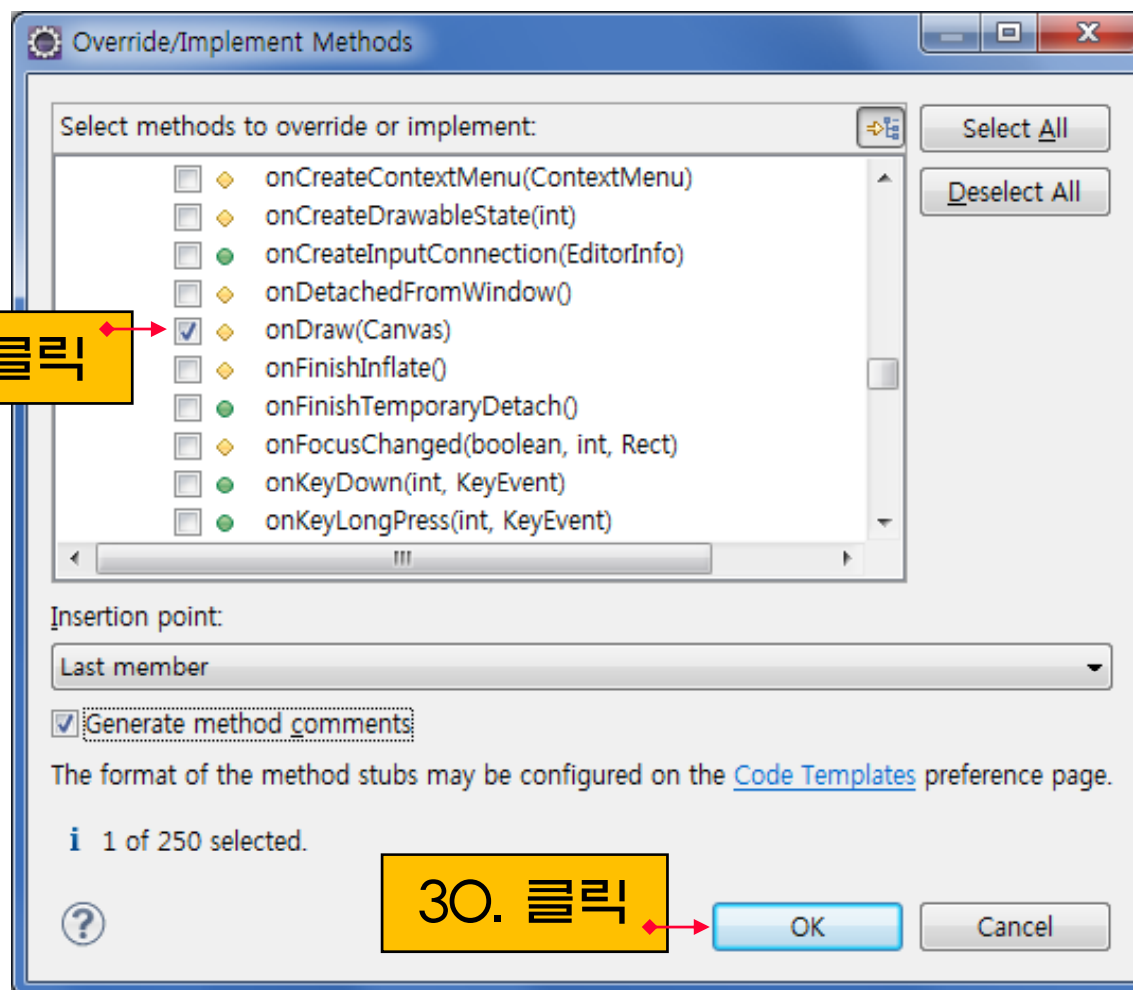 Override/Implement Methods
Select methods to override or implement:
Select All
Deselect All
onCreateContextMenu(ContextMenu)
onCreateDrawableState(int)
onCreateInputConnection(EditorInfo)
onDetachedFromWindow()
클릭
onDraw(Canvas)
onFinishInflate()
onFinishTemporaryDetach()
onFocusChanged(boolean, int, Rect)
onKeyDown(int, KeyEvent)
onKeyLongPress(int, KeyEvent)
Insertion point:
Last member
Generate method comments
The format of the method stubs may be configured on the Code Templates preference page.
1 of 250 selected.
30. 클릭
OK
Cancel